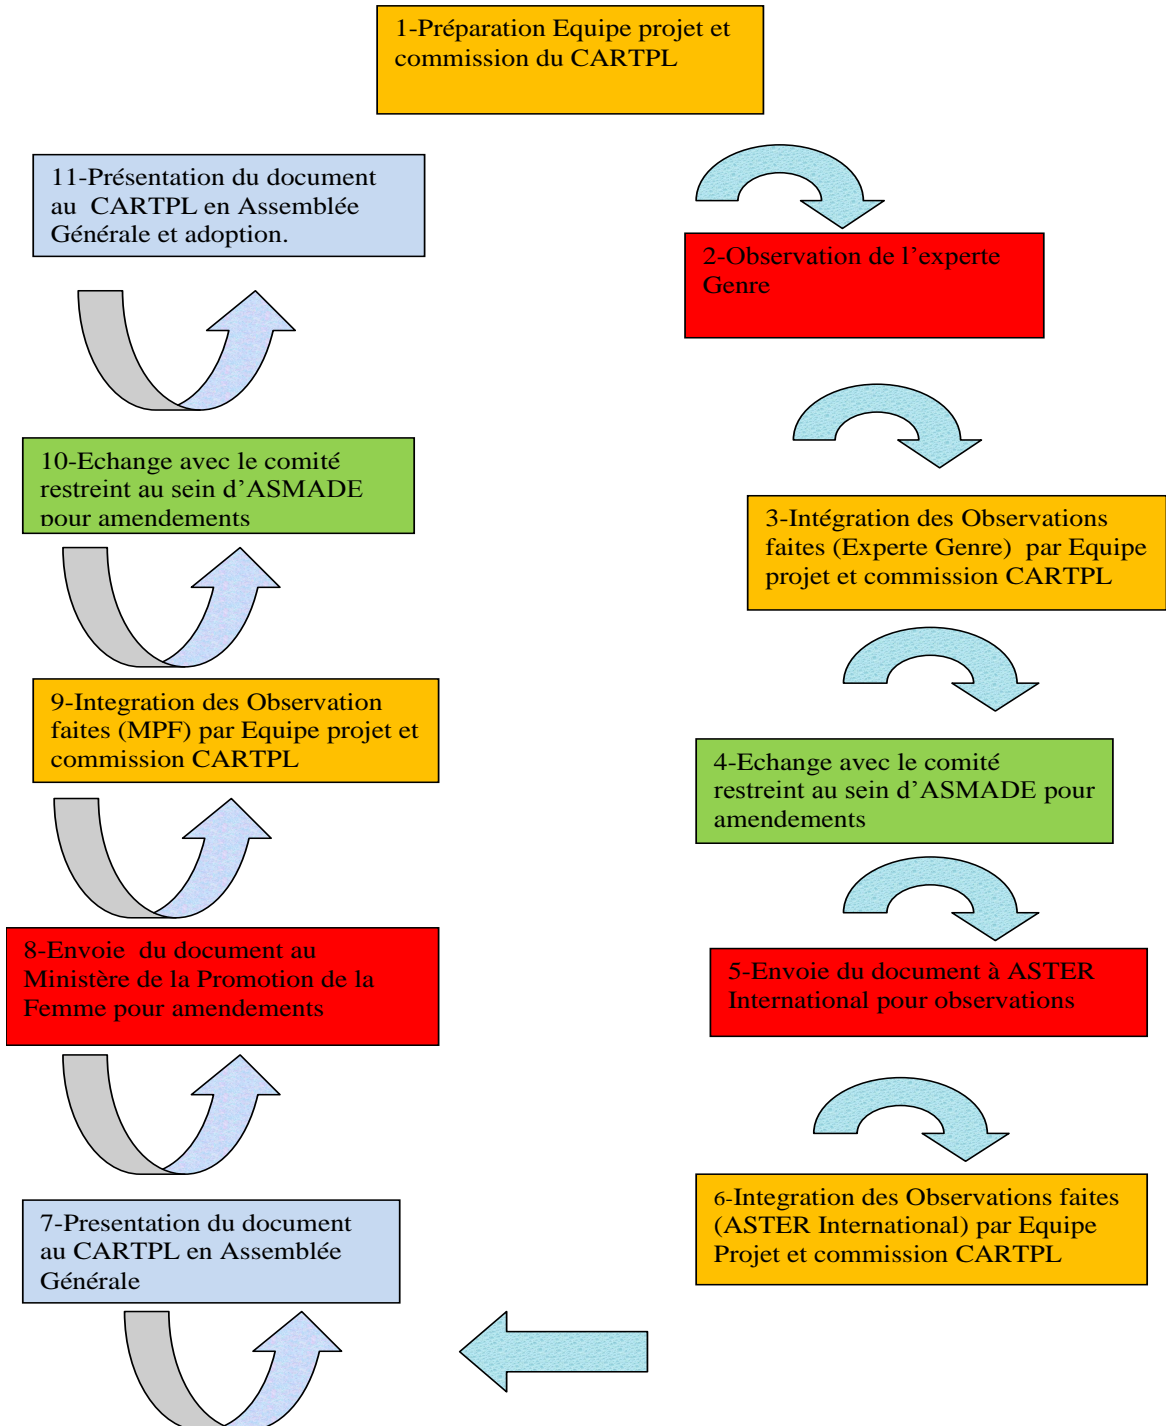 1-Préparation Equipe projet et
commission du CARTPL
2-Observation de l’experte
Genre
3-Intégration des Observations
faites (Experte Genre)  par Equipe
projet et commission CARTPL
4-Echange avec le comité
restreint au sein d’ASMADE pour
amendements
5-Envoie du document à ASTER
International pour observations
6-Integration des Observations faites
(ASTER International) par Equipe
Projet et commission CARTPL
7-Presentation du document
au CARTPL en Assemblée
Générale
8-Envoie  du document au
Ministère de la Promotion de la
Femme pour amendements
9-Integration des Observation
faites (MPF) par Equipe projet et
commission CARTPL
10-Echange avec le comité
restreint au sein d’ASMADE
pour amendements
11-Présentation du document
au  CARTPL en Assemblée
Générale et adoption.